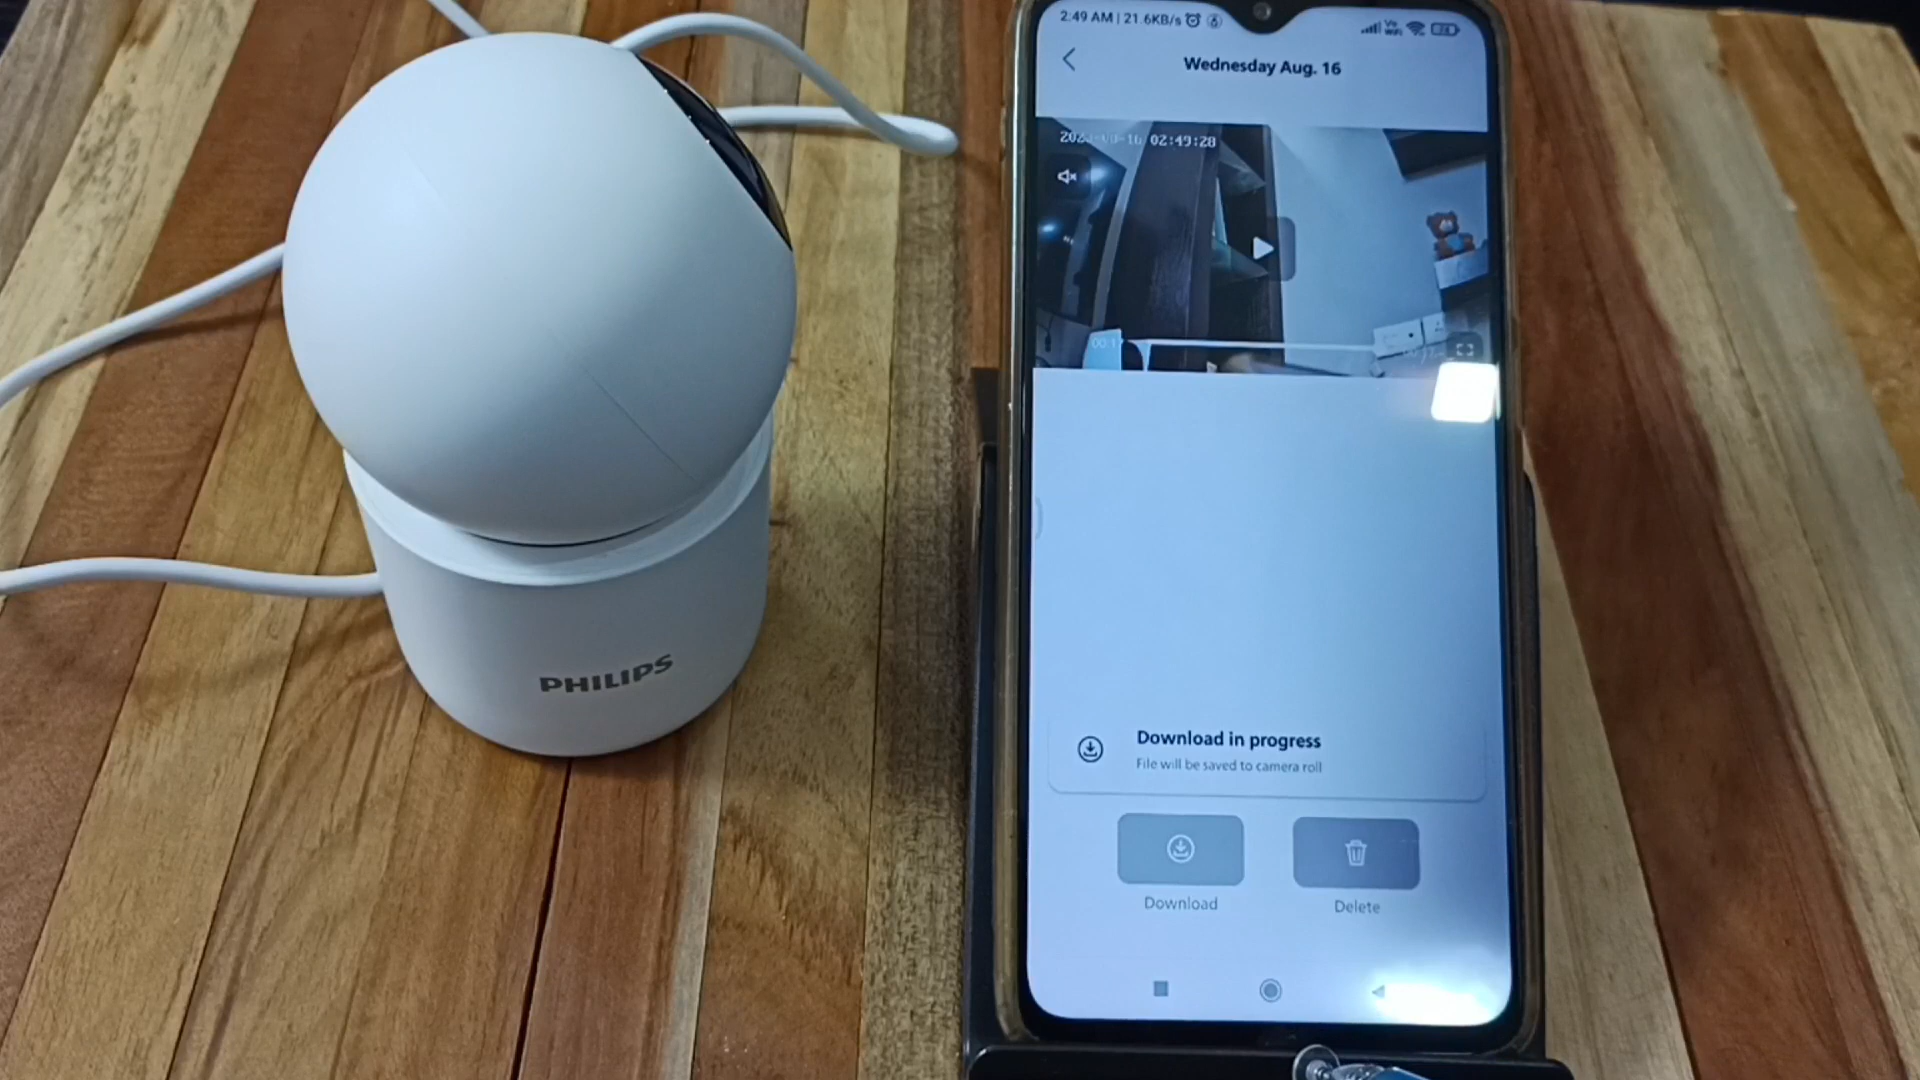 2:49 AM | 21.6KB/s
Wednesday Aug. 16
02:49:28
PHILIPS
Download in progress
File will be saved to camera roll
Download
Delete